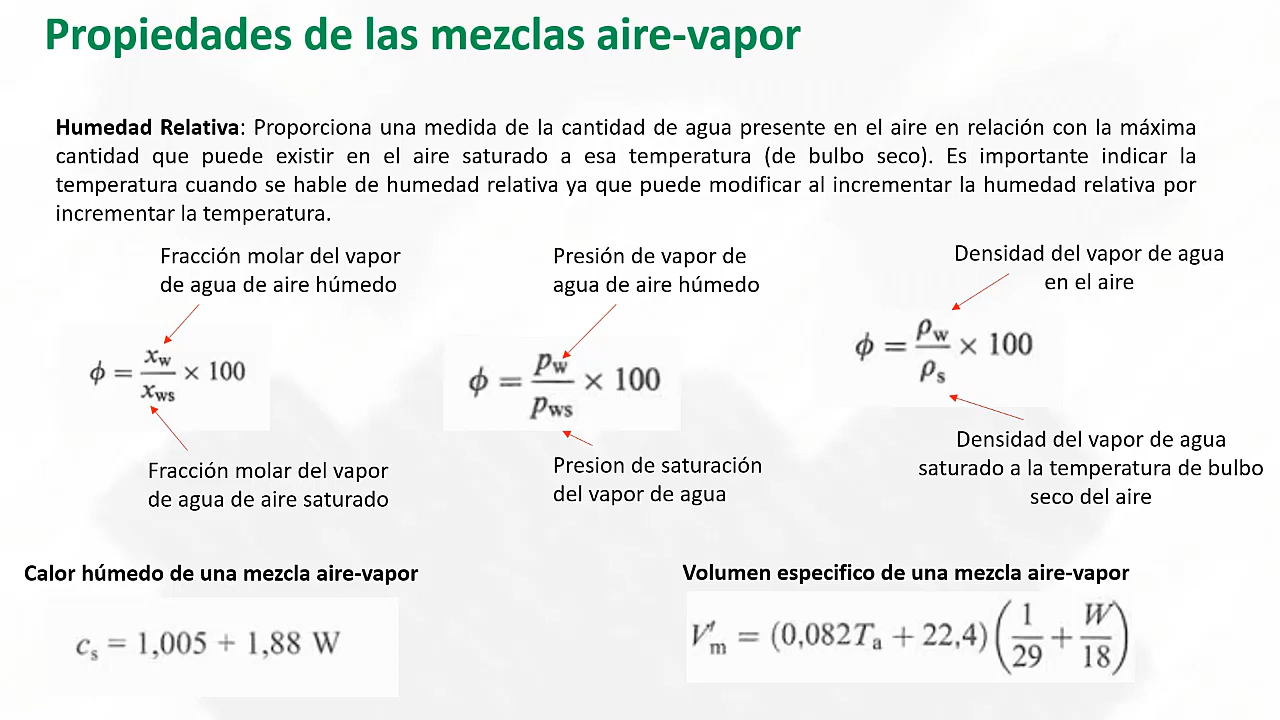 Propiedades de las mezclas aire-vapor
Humedad Relativa: Proporciona una medida de la cantidad de agua presente en el aire en relación con la máxima
cantidad que puede existir en el aire saturado a esa temperatura (de bulbo seco). Es importante indicar la
temperatura cuando se hable de humedad relativa ya que puede modificar al incrementar la humedad relativa por
incrementar la temperatura.
Fracción molar del vapor
de agua de aire húmedo
ϕ = x_w / x_ws × 100
Fracción molar del vapor
de agua de aire saturado
Presión de vapor de
agua de aire húmedo
ϕ = p_w / p_ws × 100
Presion de saturación
del vapor de agua
Densidad del vapor de agua
en el aire
ϕ = ρ_w / ρ_s × 100
Densidad del vapor de agua
saturado a la temperatura de bulbo
seco del aire
Calor húmedo de una mezcla aire-vapor
c_s = 1,005 + 1,88 W
Volumen especifico de una mezcla aire-vapor
V′_m = (0,082T_a + 22,4)(1/29 + W/18)